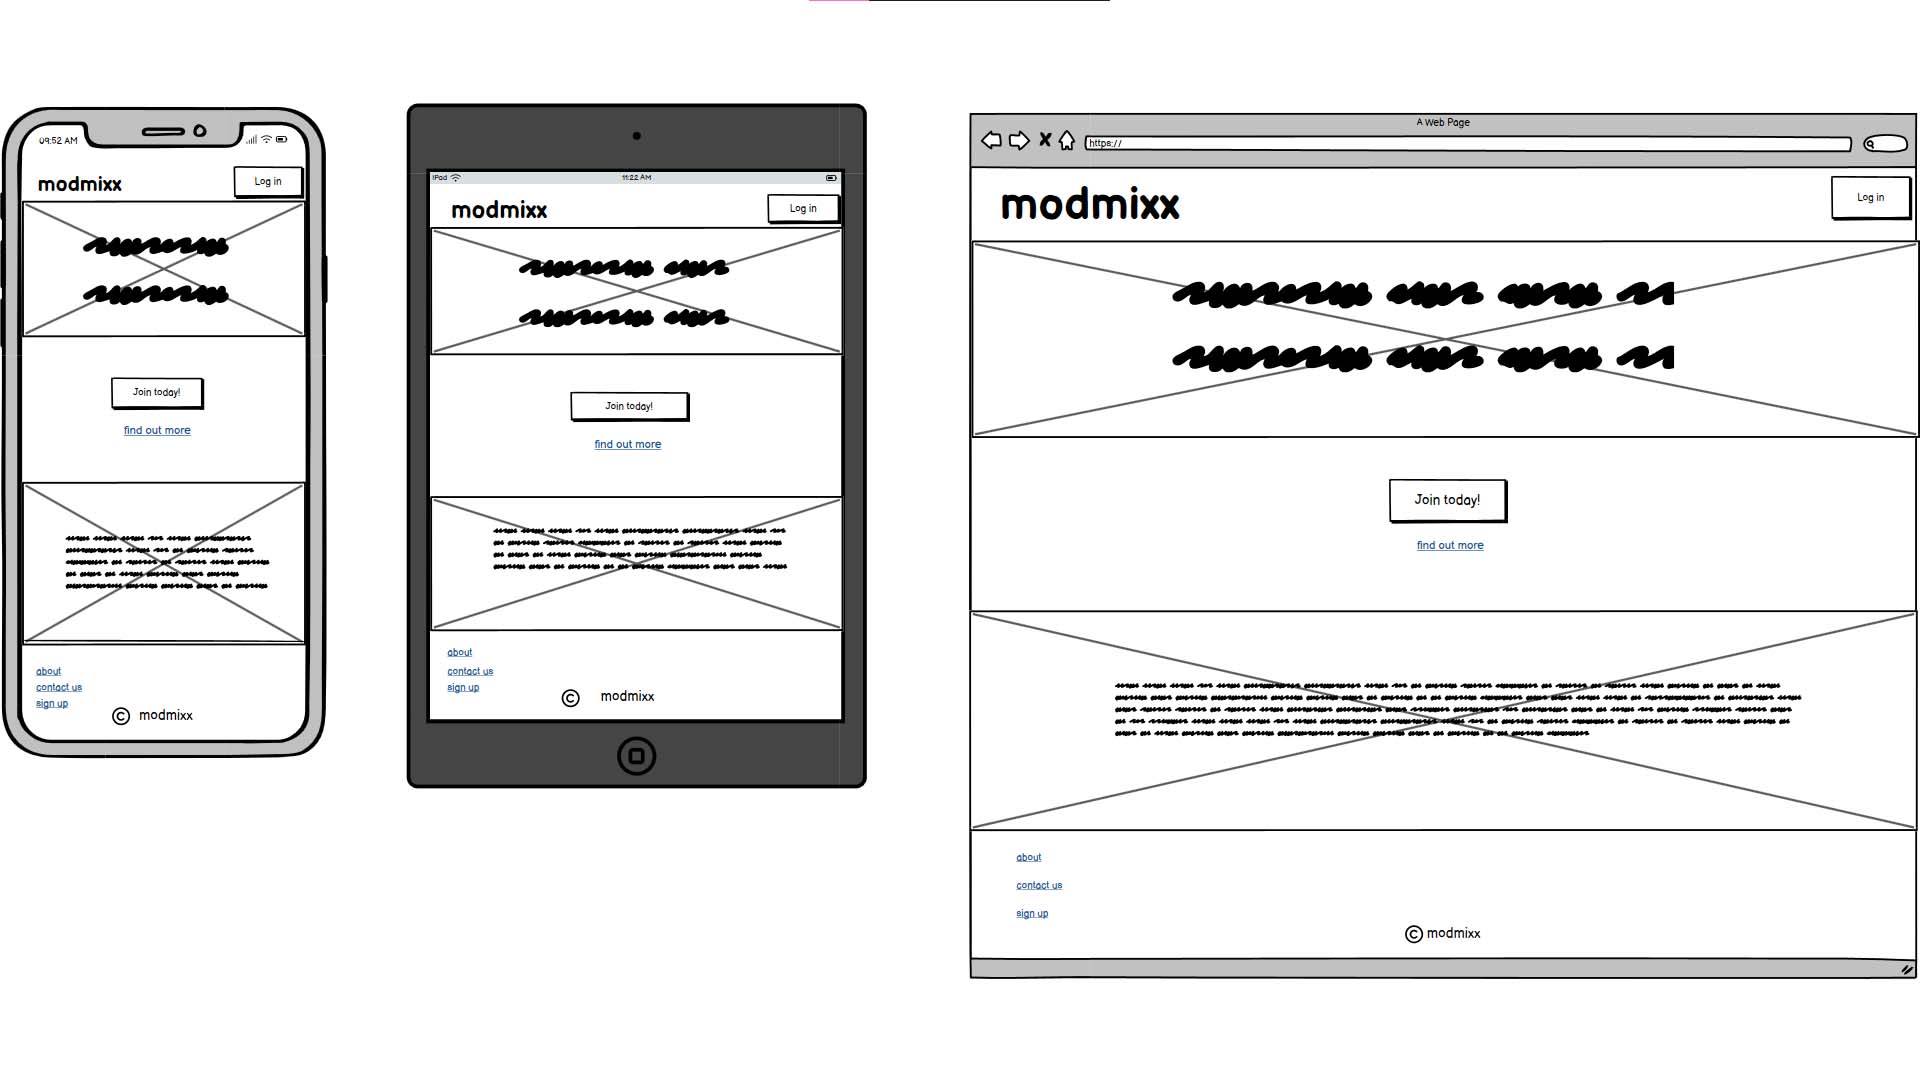 09:52 AM
modmixx
Log in
Join today!
find out more
about
contact us
sign up
© modmixx
iPad
11:22 AM
modmixx
Log in
Join today!
find out more
about
contact us
sign up
© modmixx
A Web Page
https://
modmixx
Log in
Join today!
find out more
about
contact us
sign up
© modmixx